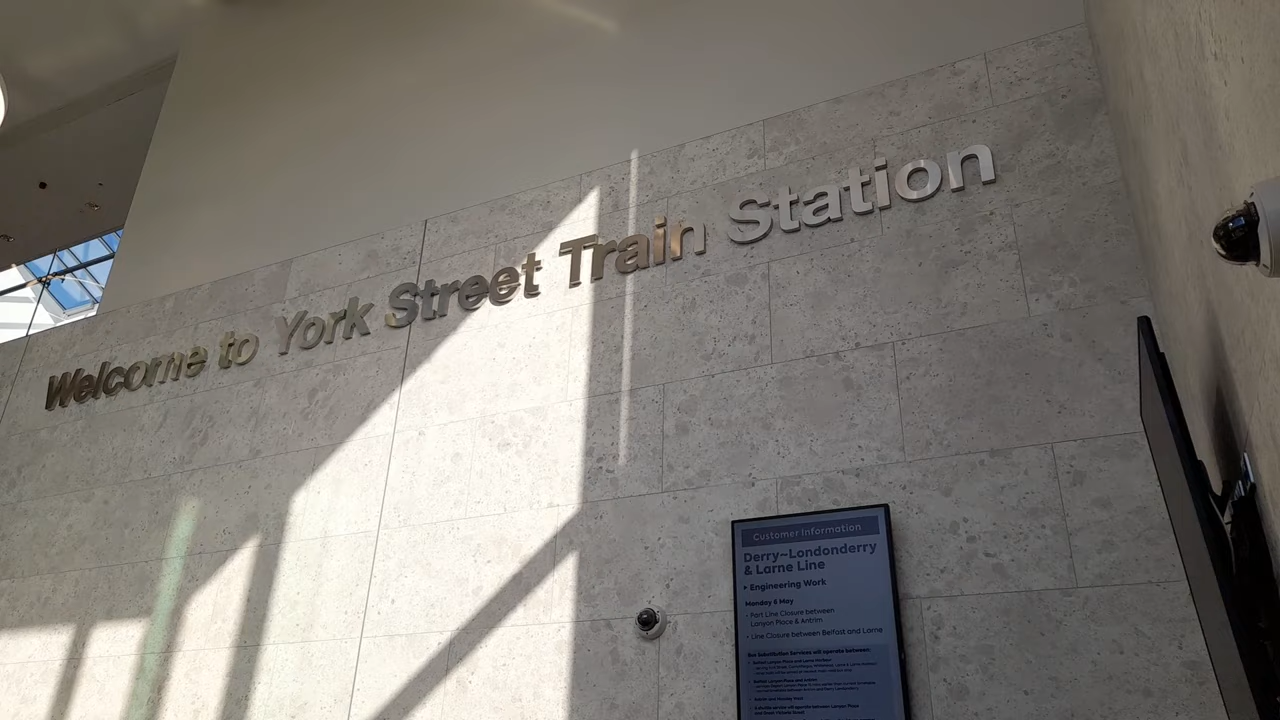 Welcome to York Street Train Station
Customer Information
Derry~Londonderry
& Larne Line
Engineering Work
Monday 6 May
- Part Line Closure between
Lanyon Place & Antrim
- Line Closure between Belfast and Larne
Bus Substitution Services will operate between: